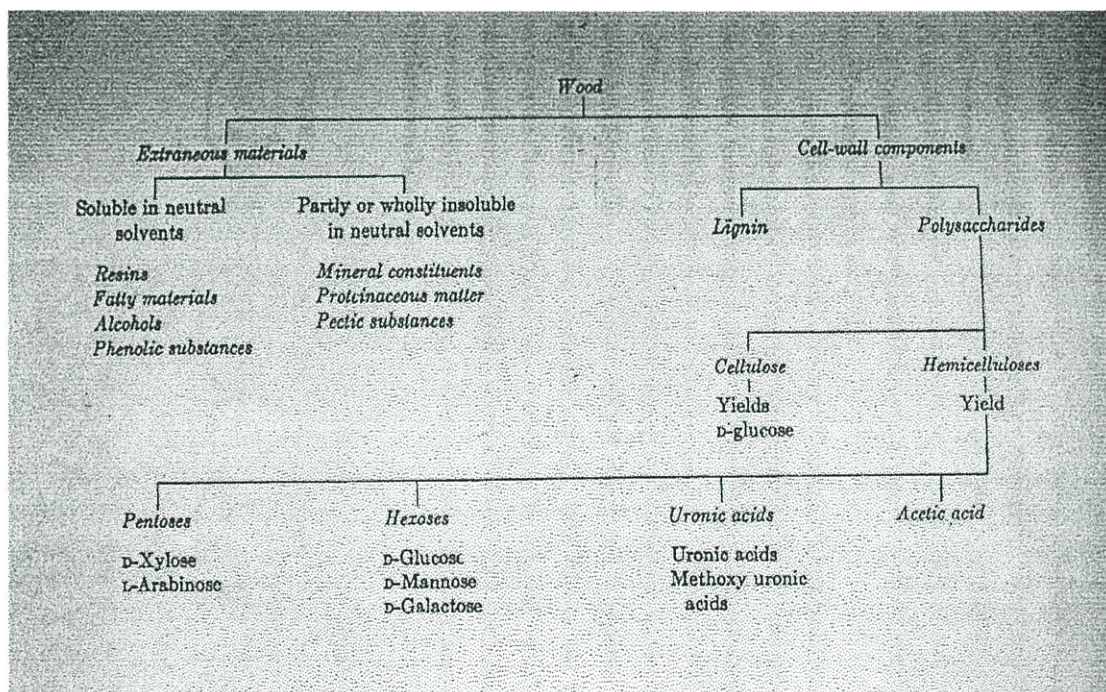 Wood
Extraneous materials
Cell-wall components
Soluble in neutral
solvents
Partly or wholly insoluble
in neutral solvents
Lignin
Polysaccharides
Resins
Fatty materials
Alcohols
Phenolic substances
Mineral constituents
Proteinaceous matter
Pectic substances
Cellulose
Hemicelluloses
Yields
D-glucose
Yield
Pentoses
Hexoses
Uronic acids
Acetic acid
D-Xylose
L-Arabinose
D-Glucose
D-Mannose
D-Galactose
Uronic acids
Methoxy uronic
acids